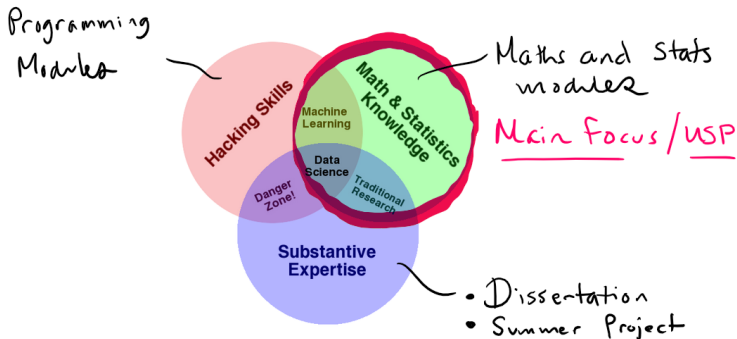 Programming
Modules
Maths and Stats
modules
Main Focus/USP
Hacking Skills
Math & Statistics
Knowledge
Machine
Learning
Data
Science
Danger
Zone!
Traditional
Research
Substantive
Expertise
• Dissertation
• Summer Project